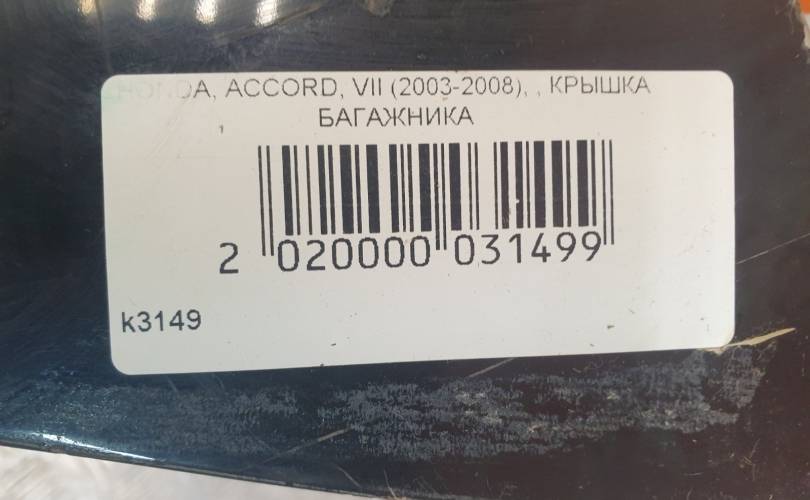 HONDA, ACCORD, VII (2003-2008), , КРЫШКА
БАГАЖНИКА
2 020000 031499
k3149